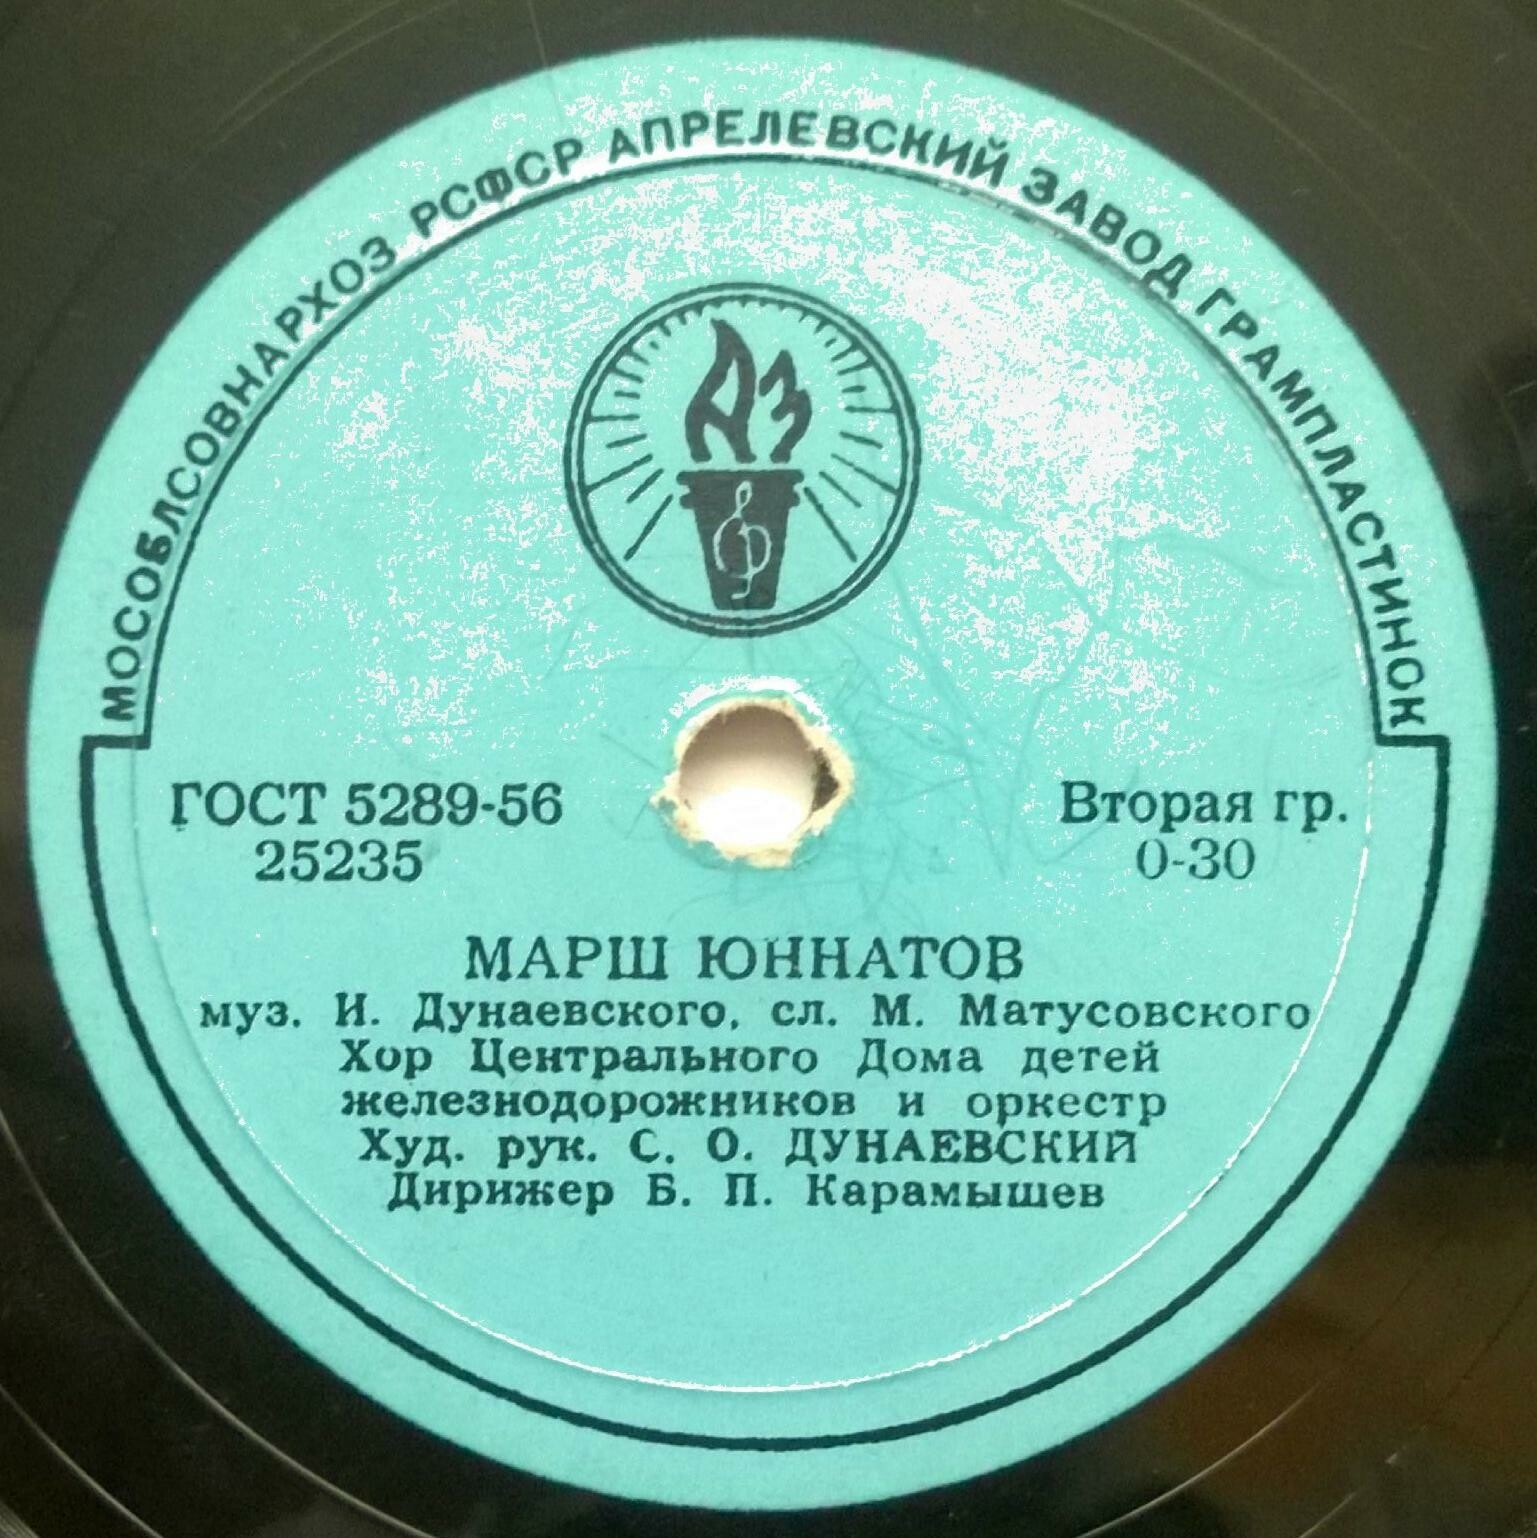 МОСОБЛСОВНАРХОЗ РСФСР АПРЕЛЕВСКИЙ ЗАВОД ГРАМПЛАСТИНОК
АЗ
ГОСТ 5289-56
25235
Вторая гр.
0-30
МАРШ ЮННАТОВ
муз. И. Дунаевского, сл. М. Матусовского
Хор Центрального Дома детей
железнодорожников и оркестр
Худ. рук. С. О. ДУНАЕВСКИЙ
Дирижер Б. П. Карамышев